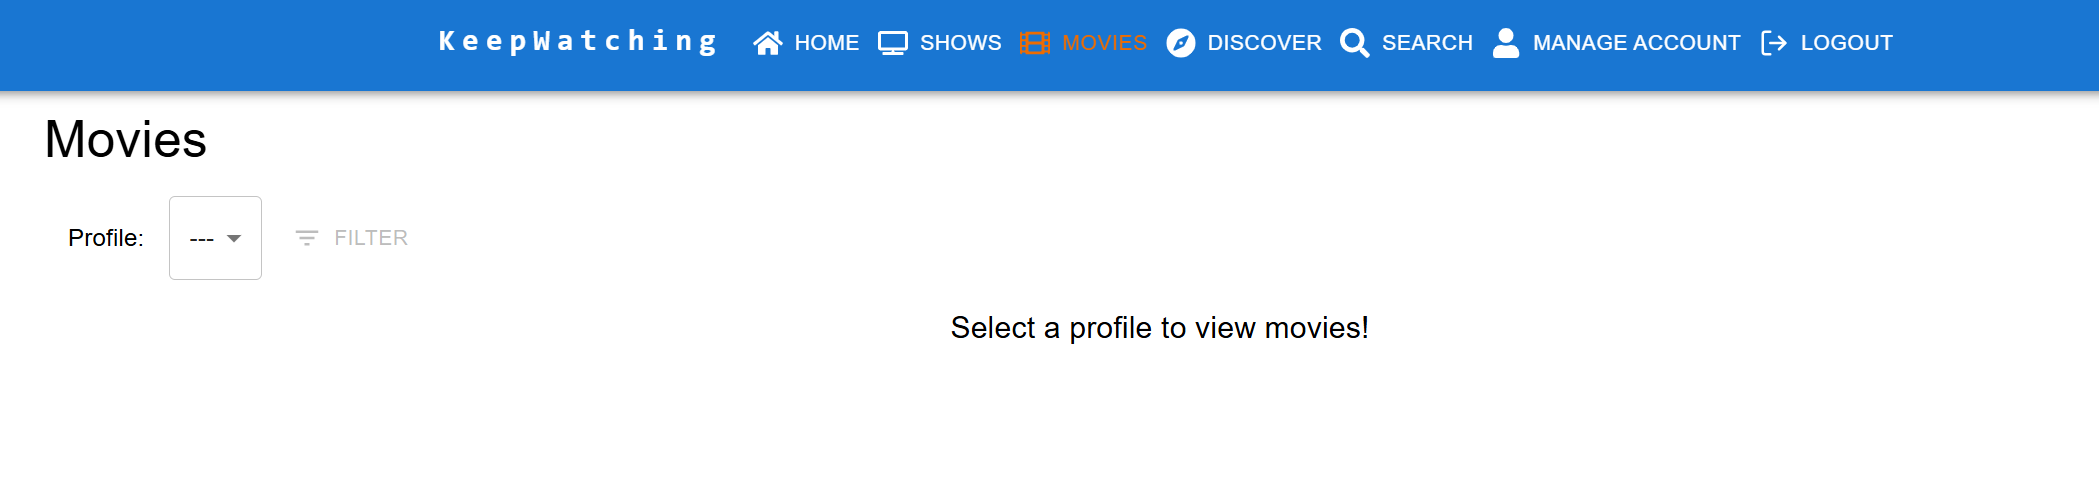 KeepWatching HOME SHOWS MOVIES DISCOVER SEARCH MANAGE ACCOUNT LOGOUT
Movies
Profile: --- FILTER
Select a profile to view movies!